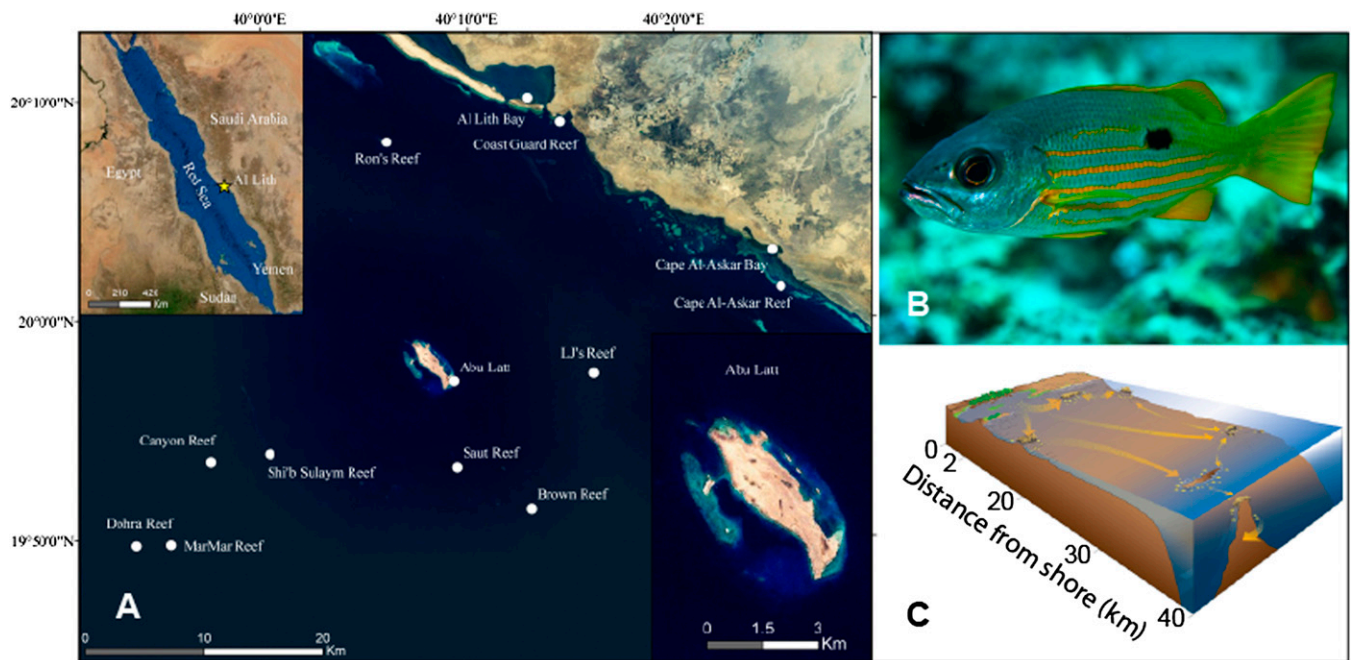 40°0'0"E 40°10'0"E 40°20'0"E
20°10'0"N
20°0'0"N
19°50'0"N
Saudi Arabia
Egypt
Red Sea
Al Lith
Yemen
Sudan
0 210 420
Km
Al Lith Bay
Coast Guard Reef
Ron's Reef
Cape Al-Askar Bay
Cape Al-Askar Reef
LJ's Reef
Abu Latt
Canyon Reef
Shi'b Sulaym Reef
Saut Reef
Brown Reef
Dohra Reef
MarMar Reef
A
0 10 20
Km
Abu Latt
0 1.5 3
Km
B
0 2 20 30 40
Distance from shore (km)
C